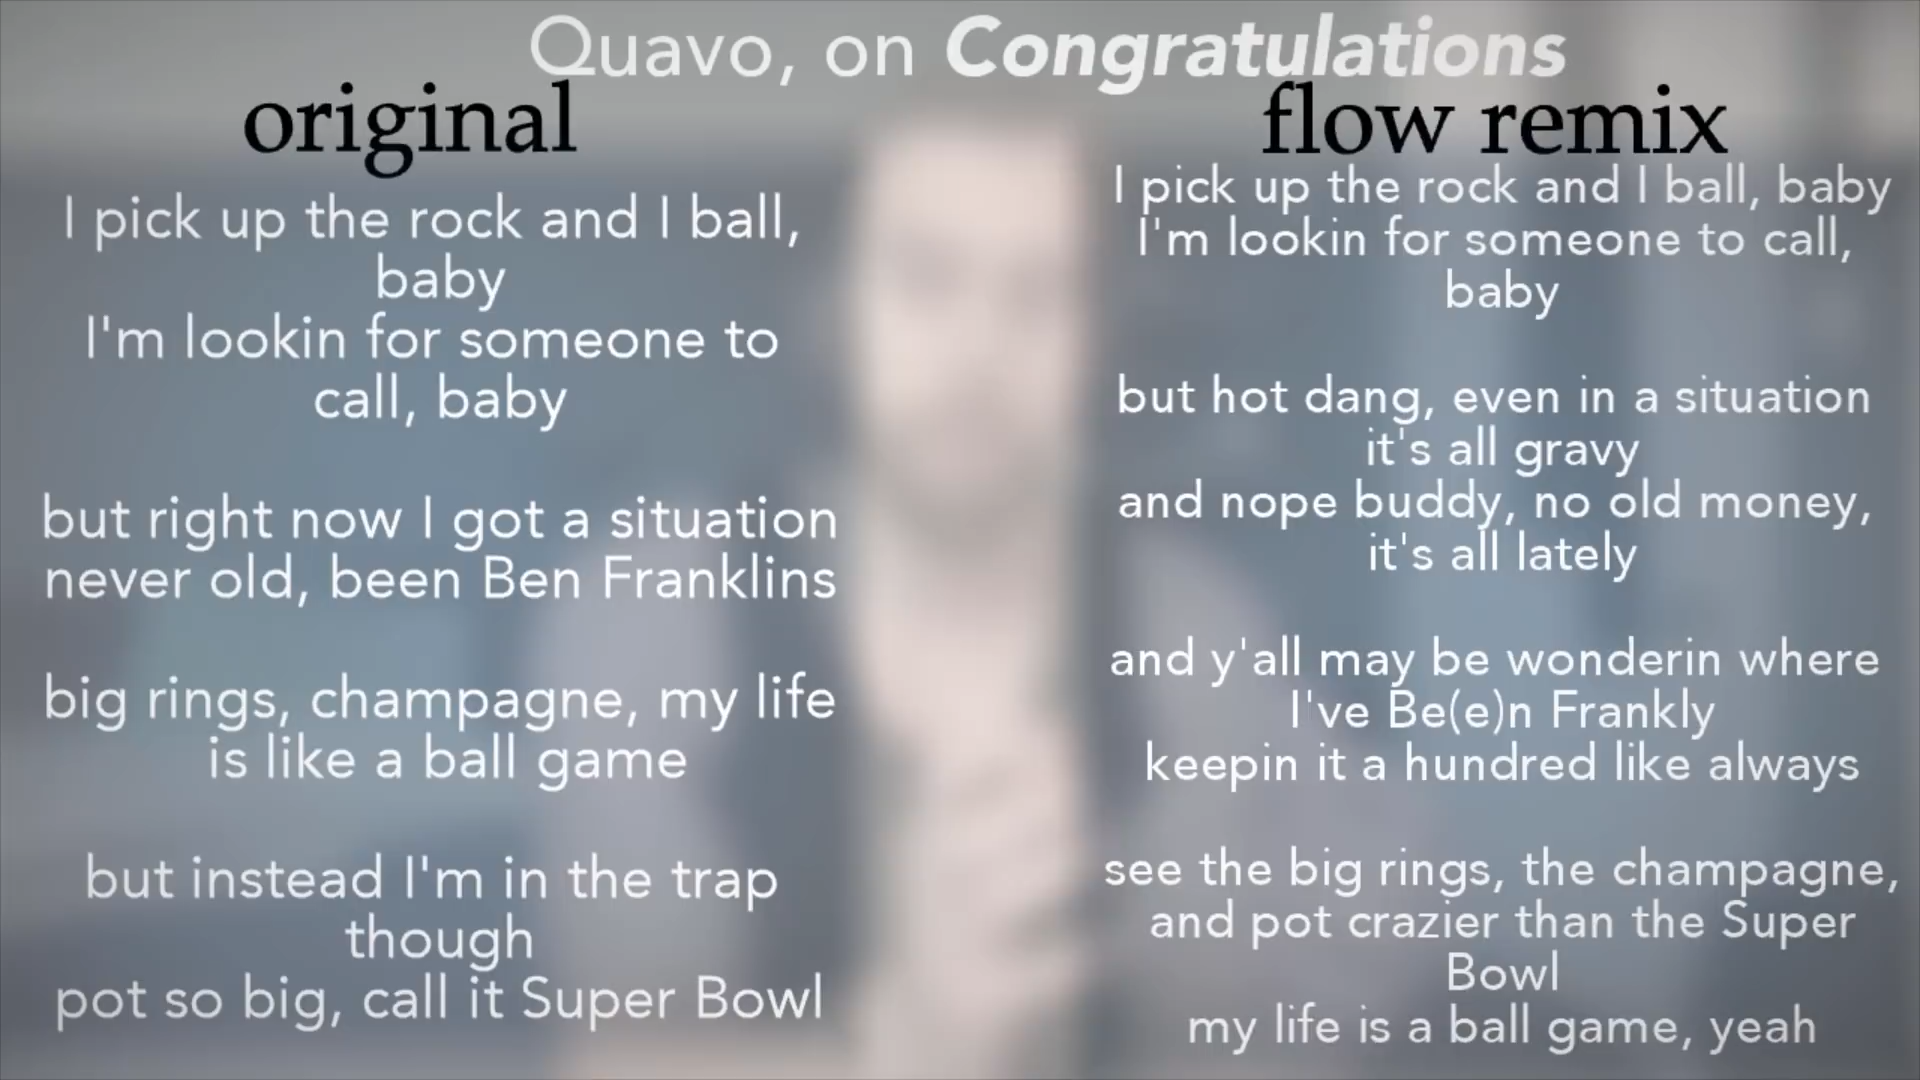 Quavo, on Congratulations
original
I pick up the rock and I ball,
baby
I'm lookin for someone to
call, baby
but right now I got a situation
never old, been Ben Franklins
big rings, champagne, my life
is like a ball game
but instead I'm in the trap
though
pot so big, call it Super Bowl
flow remix
I pick up the rock and I ball, baby
I'm lookin for someone to call,
baby
but hot dang, even in a situation
it's all gravy
and nope buddy, no old money,
it's all lately
and y'all may be wonderin where
I've Be(e)n Frankly
keepin it a hundred like always
see the big rings, the champagne,
and pot crazier than the Super
Bowl
my life is a ball game, yeah